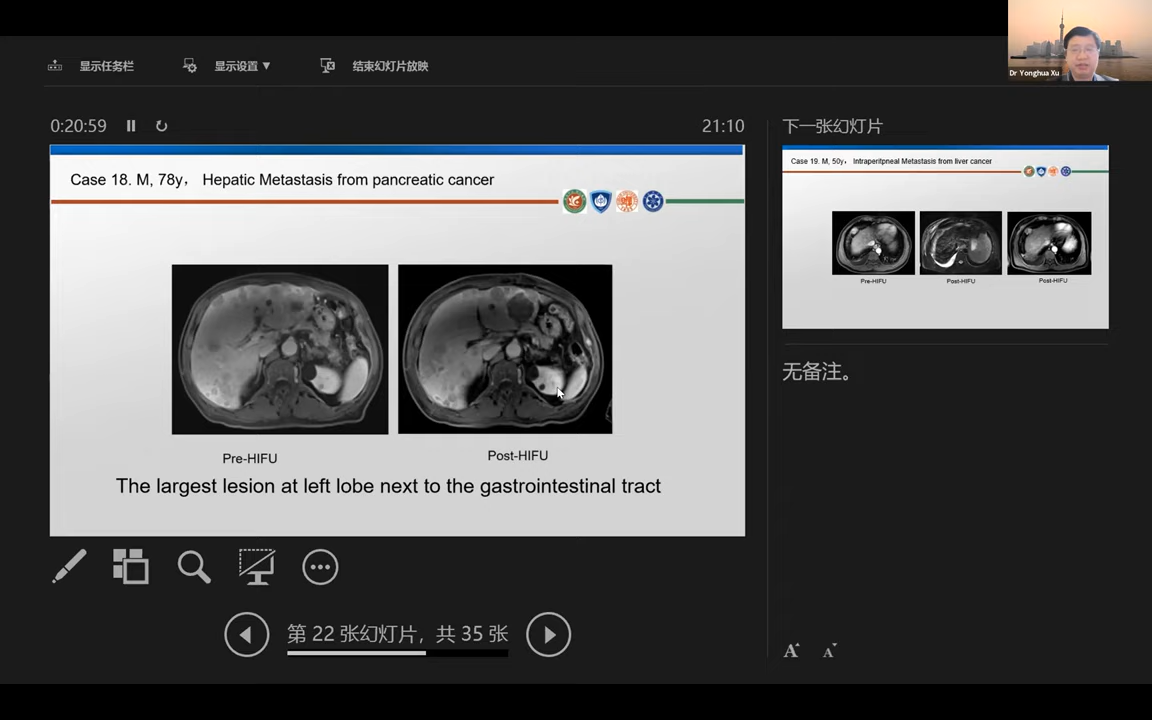 显示任务栏
显示设置 ▼
结束幻灯片放映
Dr Yonghua Xu
0:20:59
21:10
下一张幻灯片
Case 18. M, 78y， Hepatic Metastasis from pancreatic cancer
Pre-HIFU
Post-HIFU
The largest lesion at left lobe next to the gastrointestinal tract
Case 19. M, 50y， Intraperitpneal Metastasis from liver cancer
Pre-HIFU
Post-HIFU
Post-HIFU
无备注。
第 22 张幻灯片，共 35 张
A
A